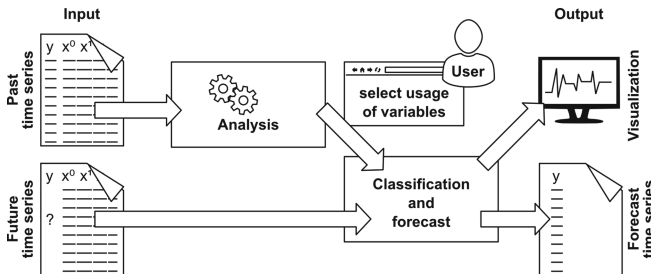 Input
Output
Past
time series
y x⁰ x¹
Analysis
User
select usage
of variables
Visualization
Future
time series
y x⁰ x¹
?
Classification
and
forecast
y
Forecast
time series